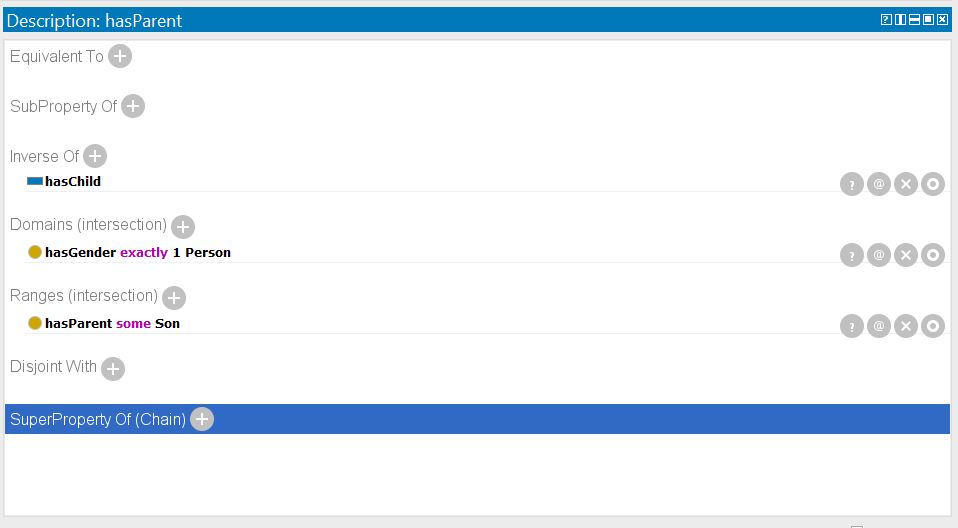 Description: hasParent
Equivalent To
SubProperty Of
Inverse Of
hasChild
Domains (intersection)
hasGender exactly 1 Person
Ranges (intersection)
hasParent some Son
Disjoint With
SuperProperty Of (Chain)